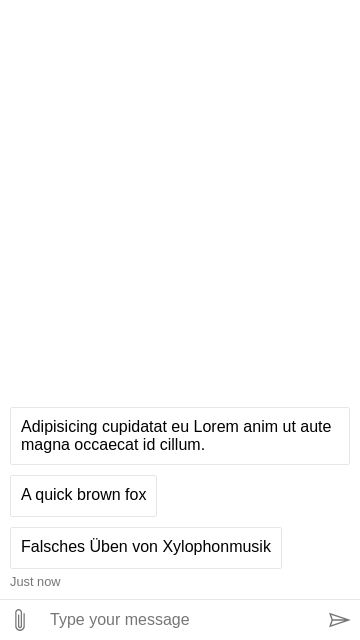 Adipisicing cupidatat eu Lorem anim ut aute
magna occaecat id cillum.
A quick brown fox
Falsches Üben von Xylophonmusik
Just now
Type your message